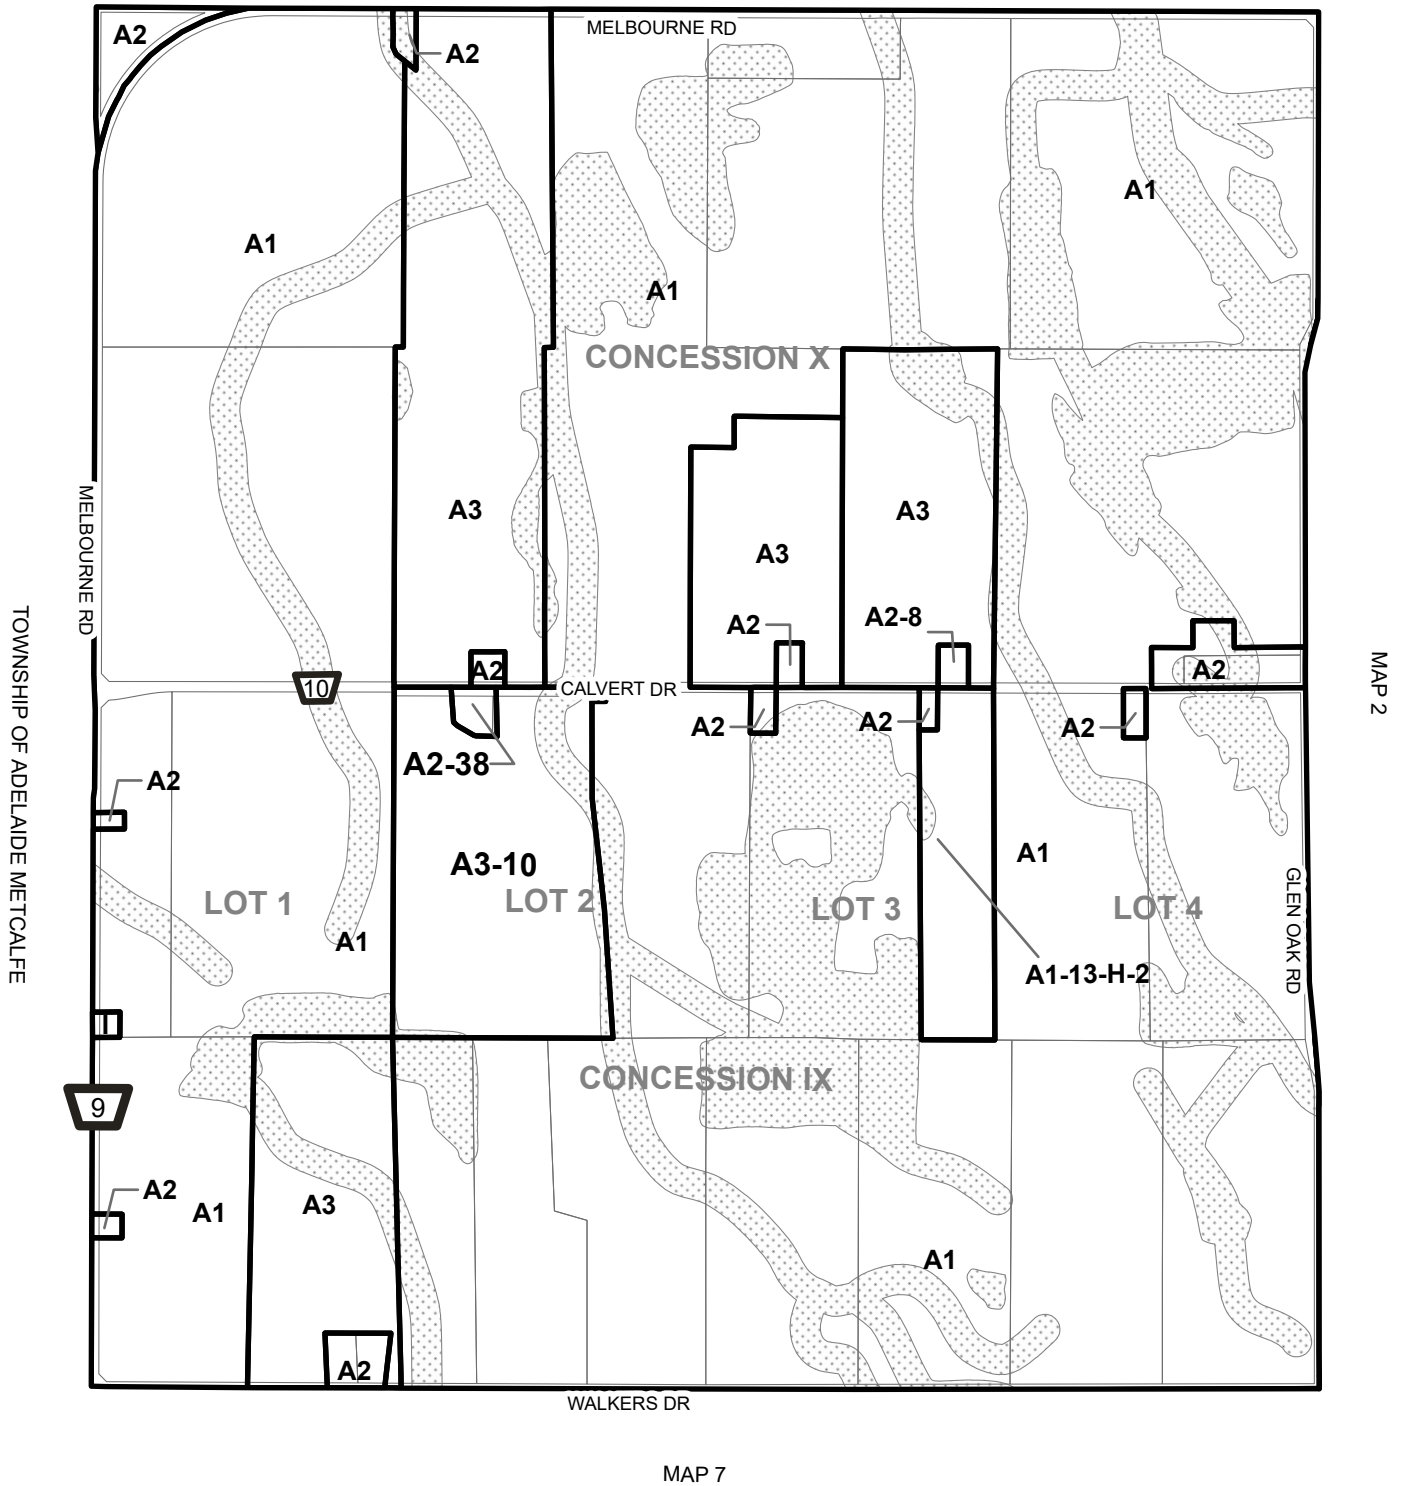 MELBOURNE RD
A2
A2
A1
A1
A1
CONCESSION X
A3
A3
A3
A2
A2-8
A2
A2
MELBOURNE RD
TOWNSHIP OF ADELAIDE METCALFE
MAP 2
10
CALVERT DR
A2
A2
A2
A2-38
A2
A3-10
A1
LOT 1
LOT 2
LOT 3
LOT 4
GLEN OAK RD
A1
A1-13-H-2
I
CONCESSION IX
9
A2
A1
A3
A1
A2
WALKERS DR
MAP 7